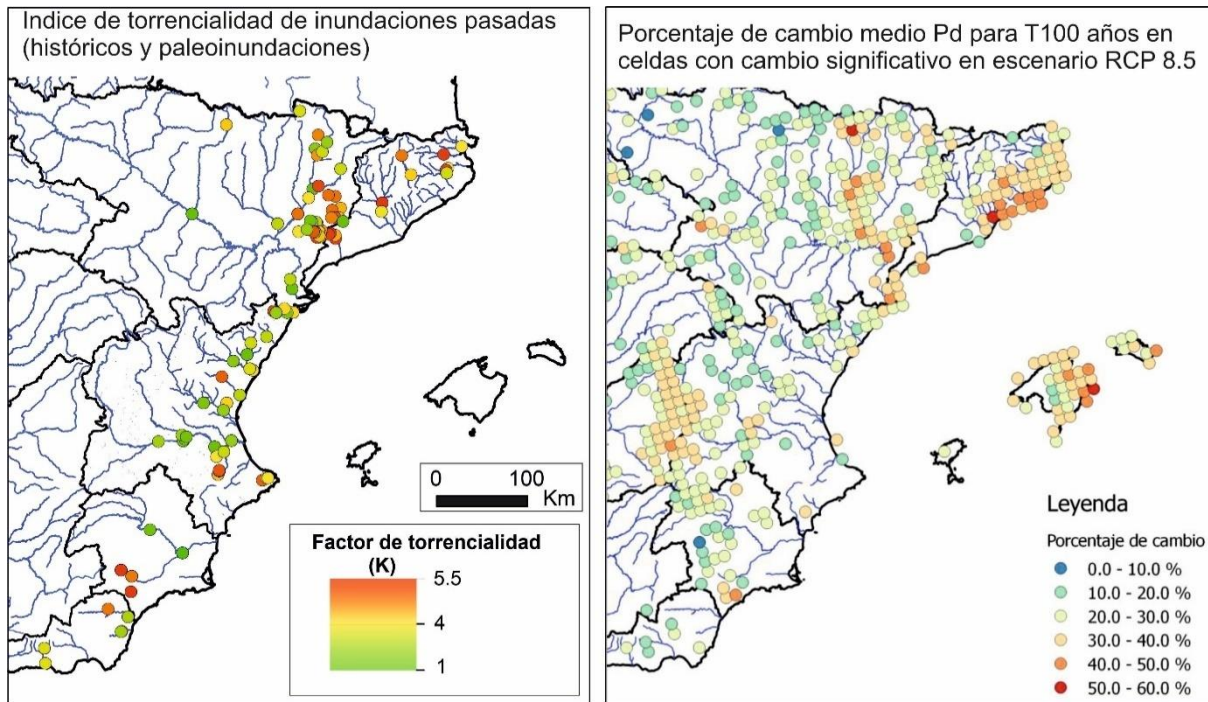 Indice de torrencialidad de inundaciones pasadas
(históricos y paleoinundaciones)
0 100
Km
Factor de torrencialidad
(K)
5.5
4
1
Porcentaje de cambio medio Pd para T100 años en
celdas con cambio significativo en escenario RCP 8.5
Leyenda
Porcentaje de cambio
0.0 - 10.0 %
10.0 - 20.0 %
20.0 - 30.0 %
30.0 - 40.0 %
40.0 - 50.0 %
50.0 - 60.0 %